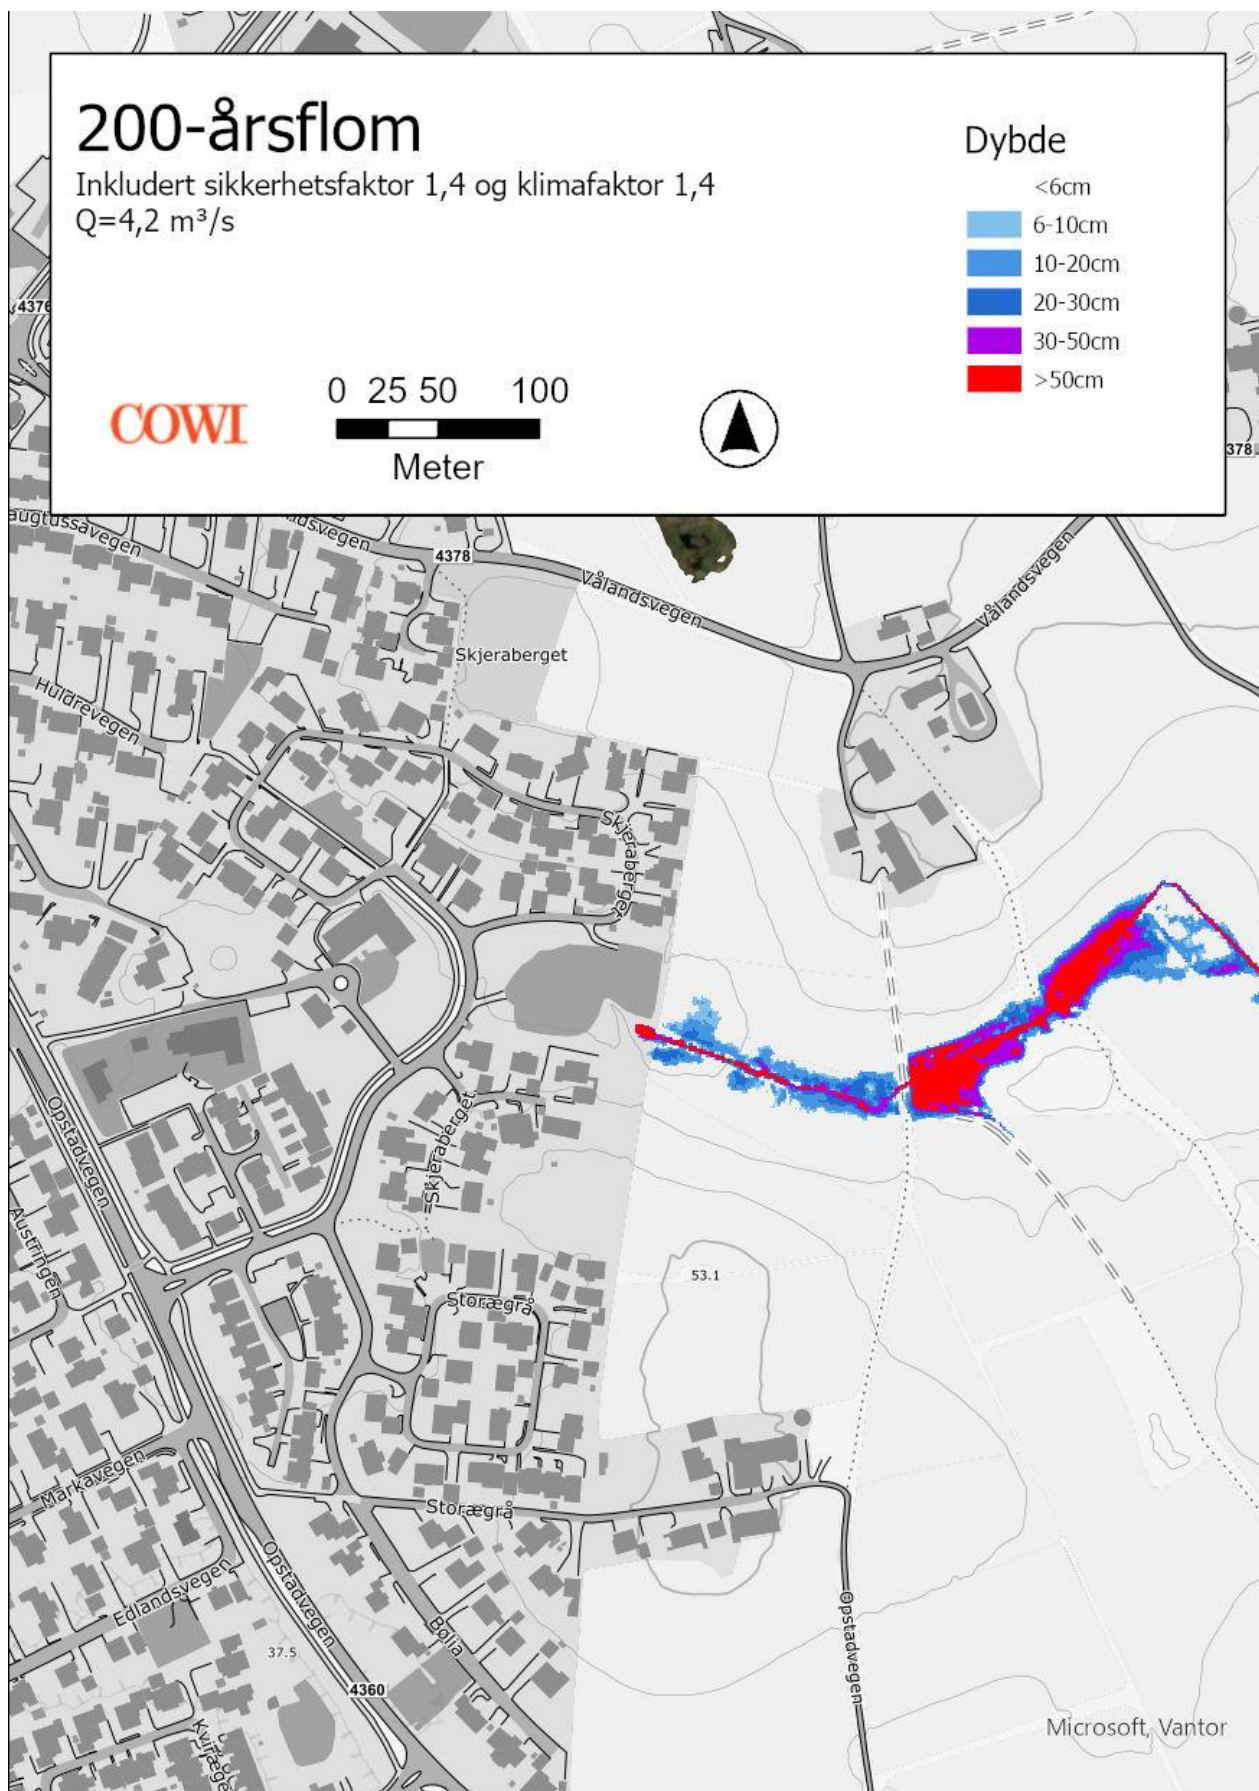 200-årsflom
Inkludert sikkerhetsfaktor 1,4 og klimafaktor 1,4
Q=4,2 m³/s
Dybde
<6cm
6-10cm
10-20cm
20-30cm
30-50cm
>50cm
COWI
0 25 50 100
Meter
4376
378
augtussavegen
ndsvegen
4378
Vålandsvegen
Vålandsvegen
Skjeraberget
Huldrevegen
Skjeraberget
Opstadvegen
Skjeraberget
Austringen
53.1
Storægrå
Markavegen
Storægrå
Opstadvegen
Edlandsvegen
Bølia
Opstadvegen
37.5
4360
Microsoft, Vantor